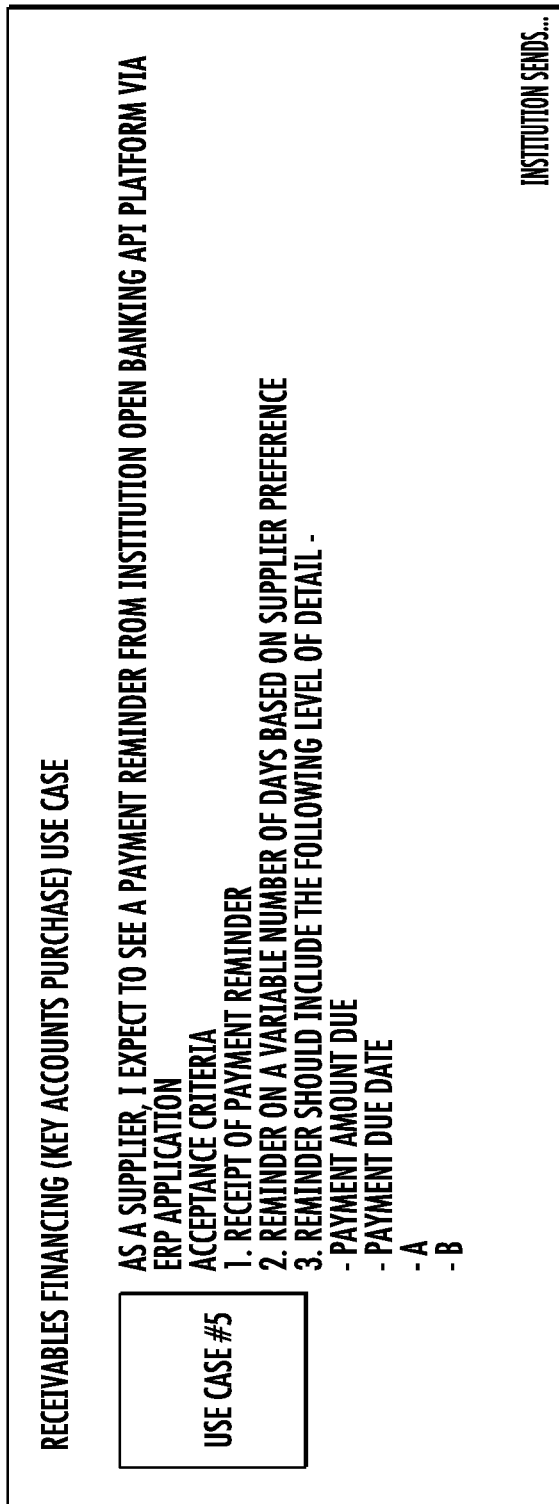 RECEIVABLES FINANCING (KEY ACCOUNTS PURCHASE) USE CASE
USE CASE #5
AS A SUPPLIER, I EXPECT TO SEE A PAYMENT REMINDER FROM INSTITUTION OPEN BANKING API PLATFORM VIA
ERP APPLICATION
ACCEPTANCE CRITERIA
1. RECEIPT OF PAYMENT REMINDER
2. REMINDER ON A VARIABLE NUMBER OF DAYS BASED ON SUPPLIER PREFERENCE
3. REMINDER SHOULD INCLUDE THE FOLLOWING LEVEL OF DETAIL -
- PAYMENT AMOUNT DUE
- PAYMENT DUE DATE
- A
- B
INSTITUTION SENDS...